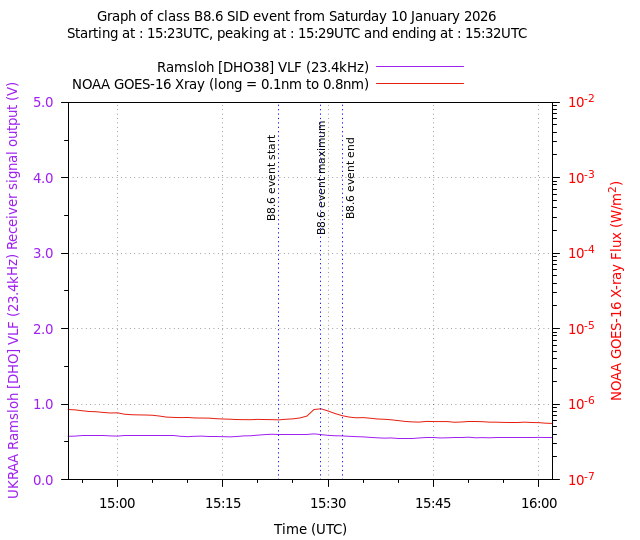 Graph of class B8.6 SID event from Saturday 10 January 2026
Starting at : 15:23UTC, peaking at : 15:29UTC and ending at : 15:32UTC
Ramsloh [DHO38] VLF (23.4kHz)
NOAA GOES-16 Xray (long = 0.1nm to 0.8nm)
UKRAA Ramsloh [DHO] VLF (23.4kHz) Receiver signal output (V)
5.0
4.0
3.0
2.0
1.0
0.0
B8.6 event start
B8.6 event maximum
B8.6 event end
10⁻²
10⁻³
10⁻⁴
10⁻⁵
10⁻⁶
10⁻⁷
NOAA GOES-16 X-ray Flux (W/m²)
15:00 15:15 15:30 15:45 16:00
Time (UTC)